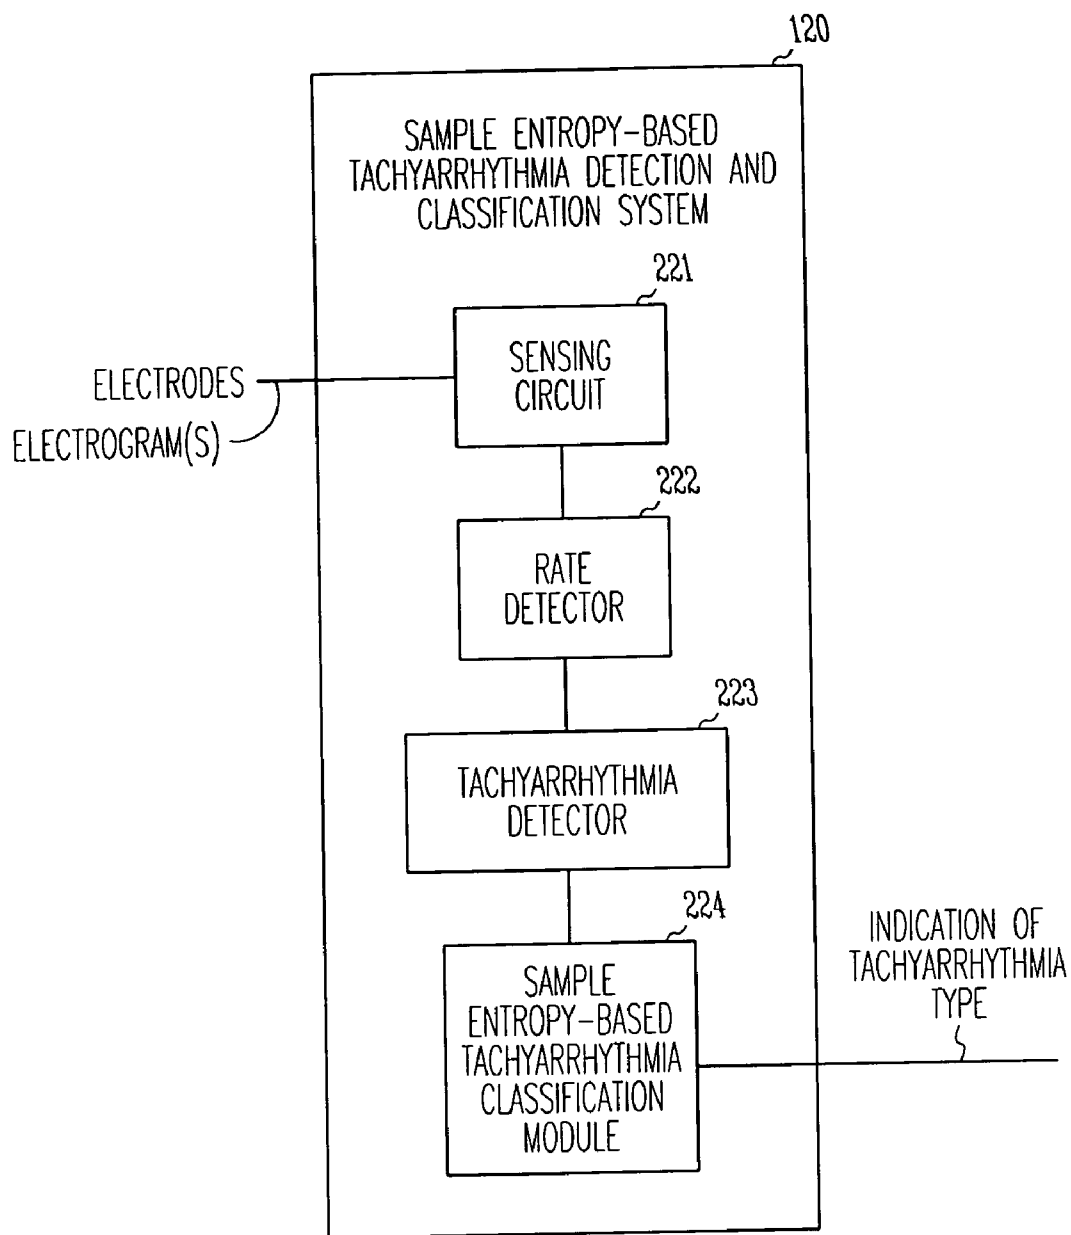 120
SAMPLE ENTROPY-BASED
TACHYARRHYTHMIA DETECTION AND
CLASSIFICATION SYSTEM
221
SENSING
CIRCUIT
ELECTRODES
ELECTROGRAM(S)
222
RATE
DETECTOR
223
TACHYARRHYTHMIA
DETECTOR
224
SAMPLE
ENTROPY-BASED
TACHYARRHYTHMIA
CLASSIFICATION
MODULE
INDICATION OF
TACHYARRHYTHMIA
TYPE